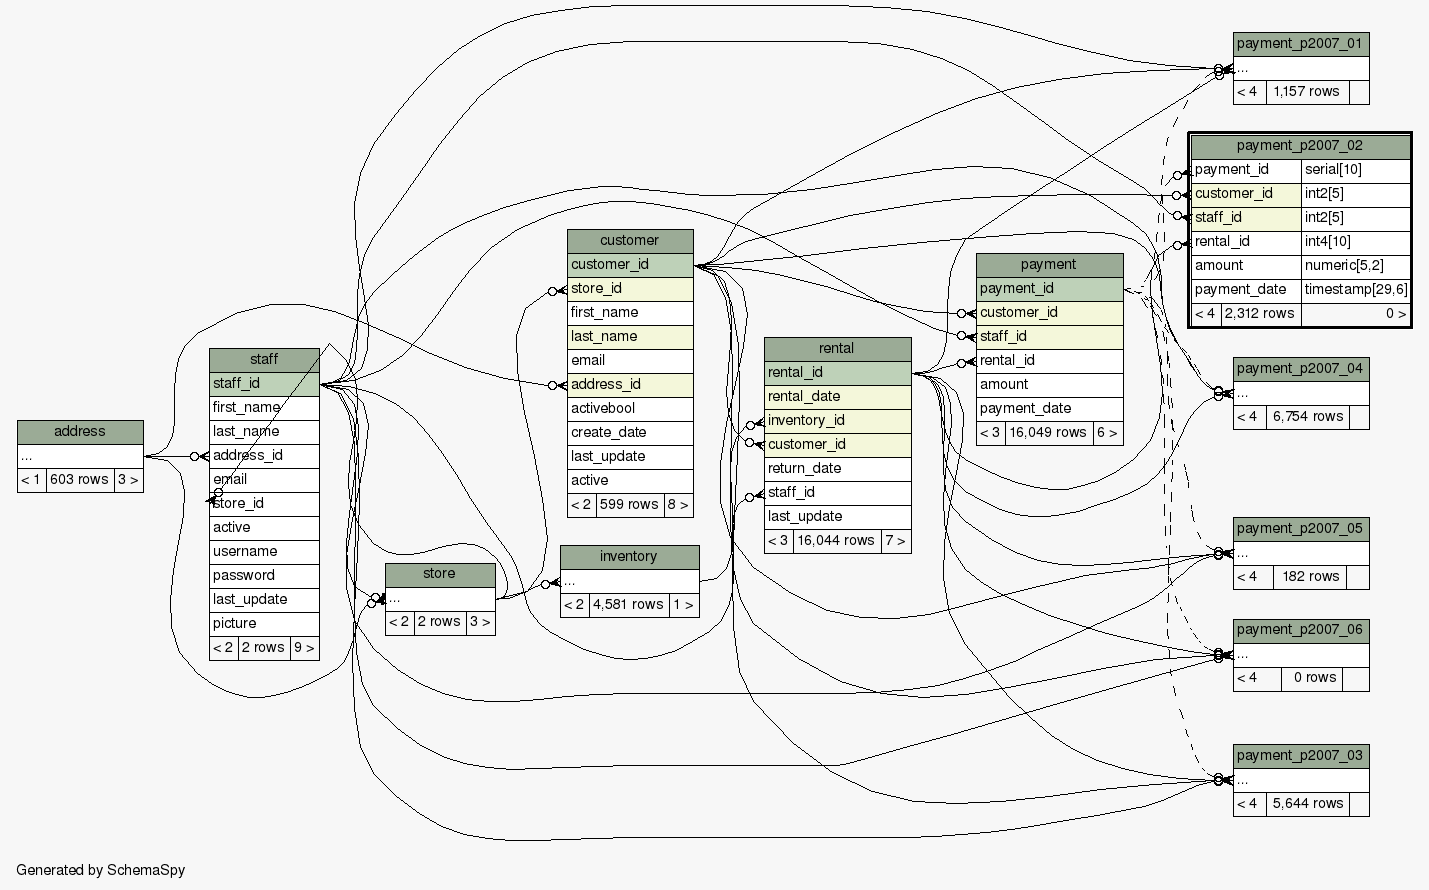 address
...
< 1 603 rows 3 >
staff
staff_id
first_name
last_name
address_id
email
store_id
active
username
password
last_update
picture
< 2 2 rows 9 >
store
...
< 2 2 rows 3 >
customer
customer_id
store_id
first_name
last_name
email
address_id
activebool
create_date
last_update
active
< 2 599 rows 8 >
inventory
...
< 2 4,581 rows 1 >
rental
rental_id
rental_date
inventory_id
customer_id
return_date
staff_id
last_update
< 3 16,044 rows 7 >
payment
payment_id
customer_id
staff_id
rental_id
amount
payment_date
< 3 16,049 rows 6 >
payment_p2007_01
...
< 4 1,157 rows
payment_p2007_02
payment_id serial[10]
customer_id int2[5]
staff_id int2[5]
rental_id int4[10]
amount numeric[5,2]
payment_date timestamp[29,6]
< 4 2,312 rows 0 >
payment_p2007_04
...
< 4 6,754 rows
payment_p2007_05
...
< 4 182 rows
payment_p2007_06
...
< 4 0 rows
payment_p2007_03
...
< 4 5,644 rows
Generated by SchemaSpy